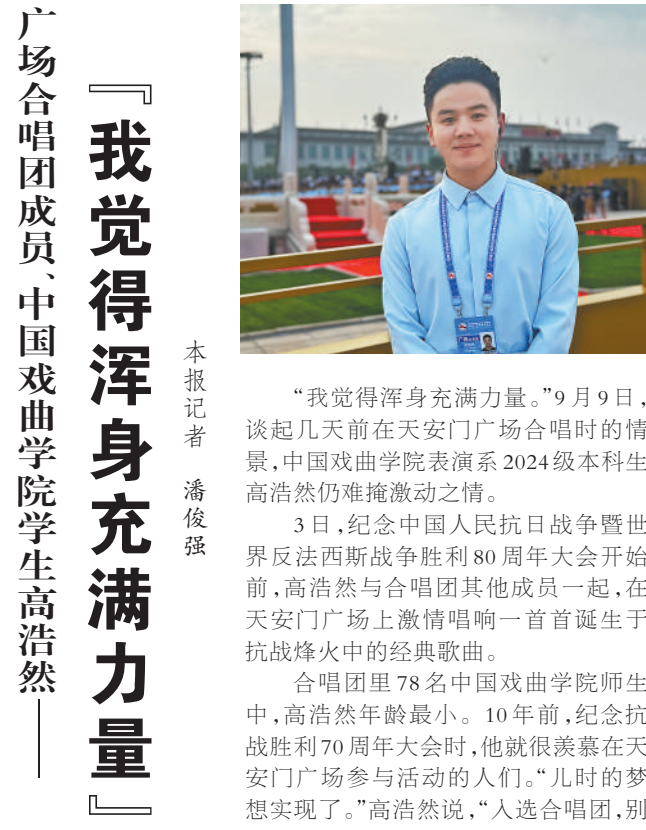 广场合唱团成员、中国戏曲学院学生高浩然——
『我觉得浑身充满力量』
本报记者　潘俊强
“我觉得浑身充满力量。”9月9日，
谈起几天前在天安门广场合唱时的情
景，中国戏曲学院表演系2024级本科生
高浩然仍难掩激动之情。
3日，纪念中国人民抗日战争暨世
界反法西斯战争胜利80周年大会开始
前，高浩然与合唱团其他成员一起，在
天安门广场上激情唱响一首首诞生于
抗战烽火中的经典歌曲。
合唱团里78名中国戏曲学院师生
中，高浩然年龄最小。10年前，纪念抗
战胜利70周年大会时，他就很羡慕在天
安门广场参与活动的人们。“儿时的梦
想实现了。”高浩然说，“入选合唱团，别